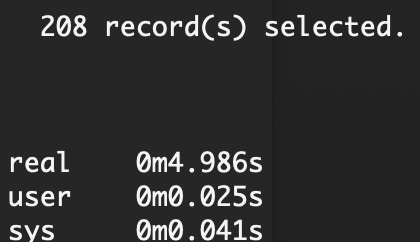 208 record(s) selected.
real    0m4.986s
user    0m0.025s
sys     0m0.041s